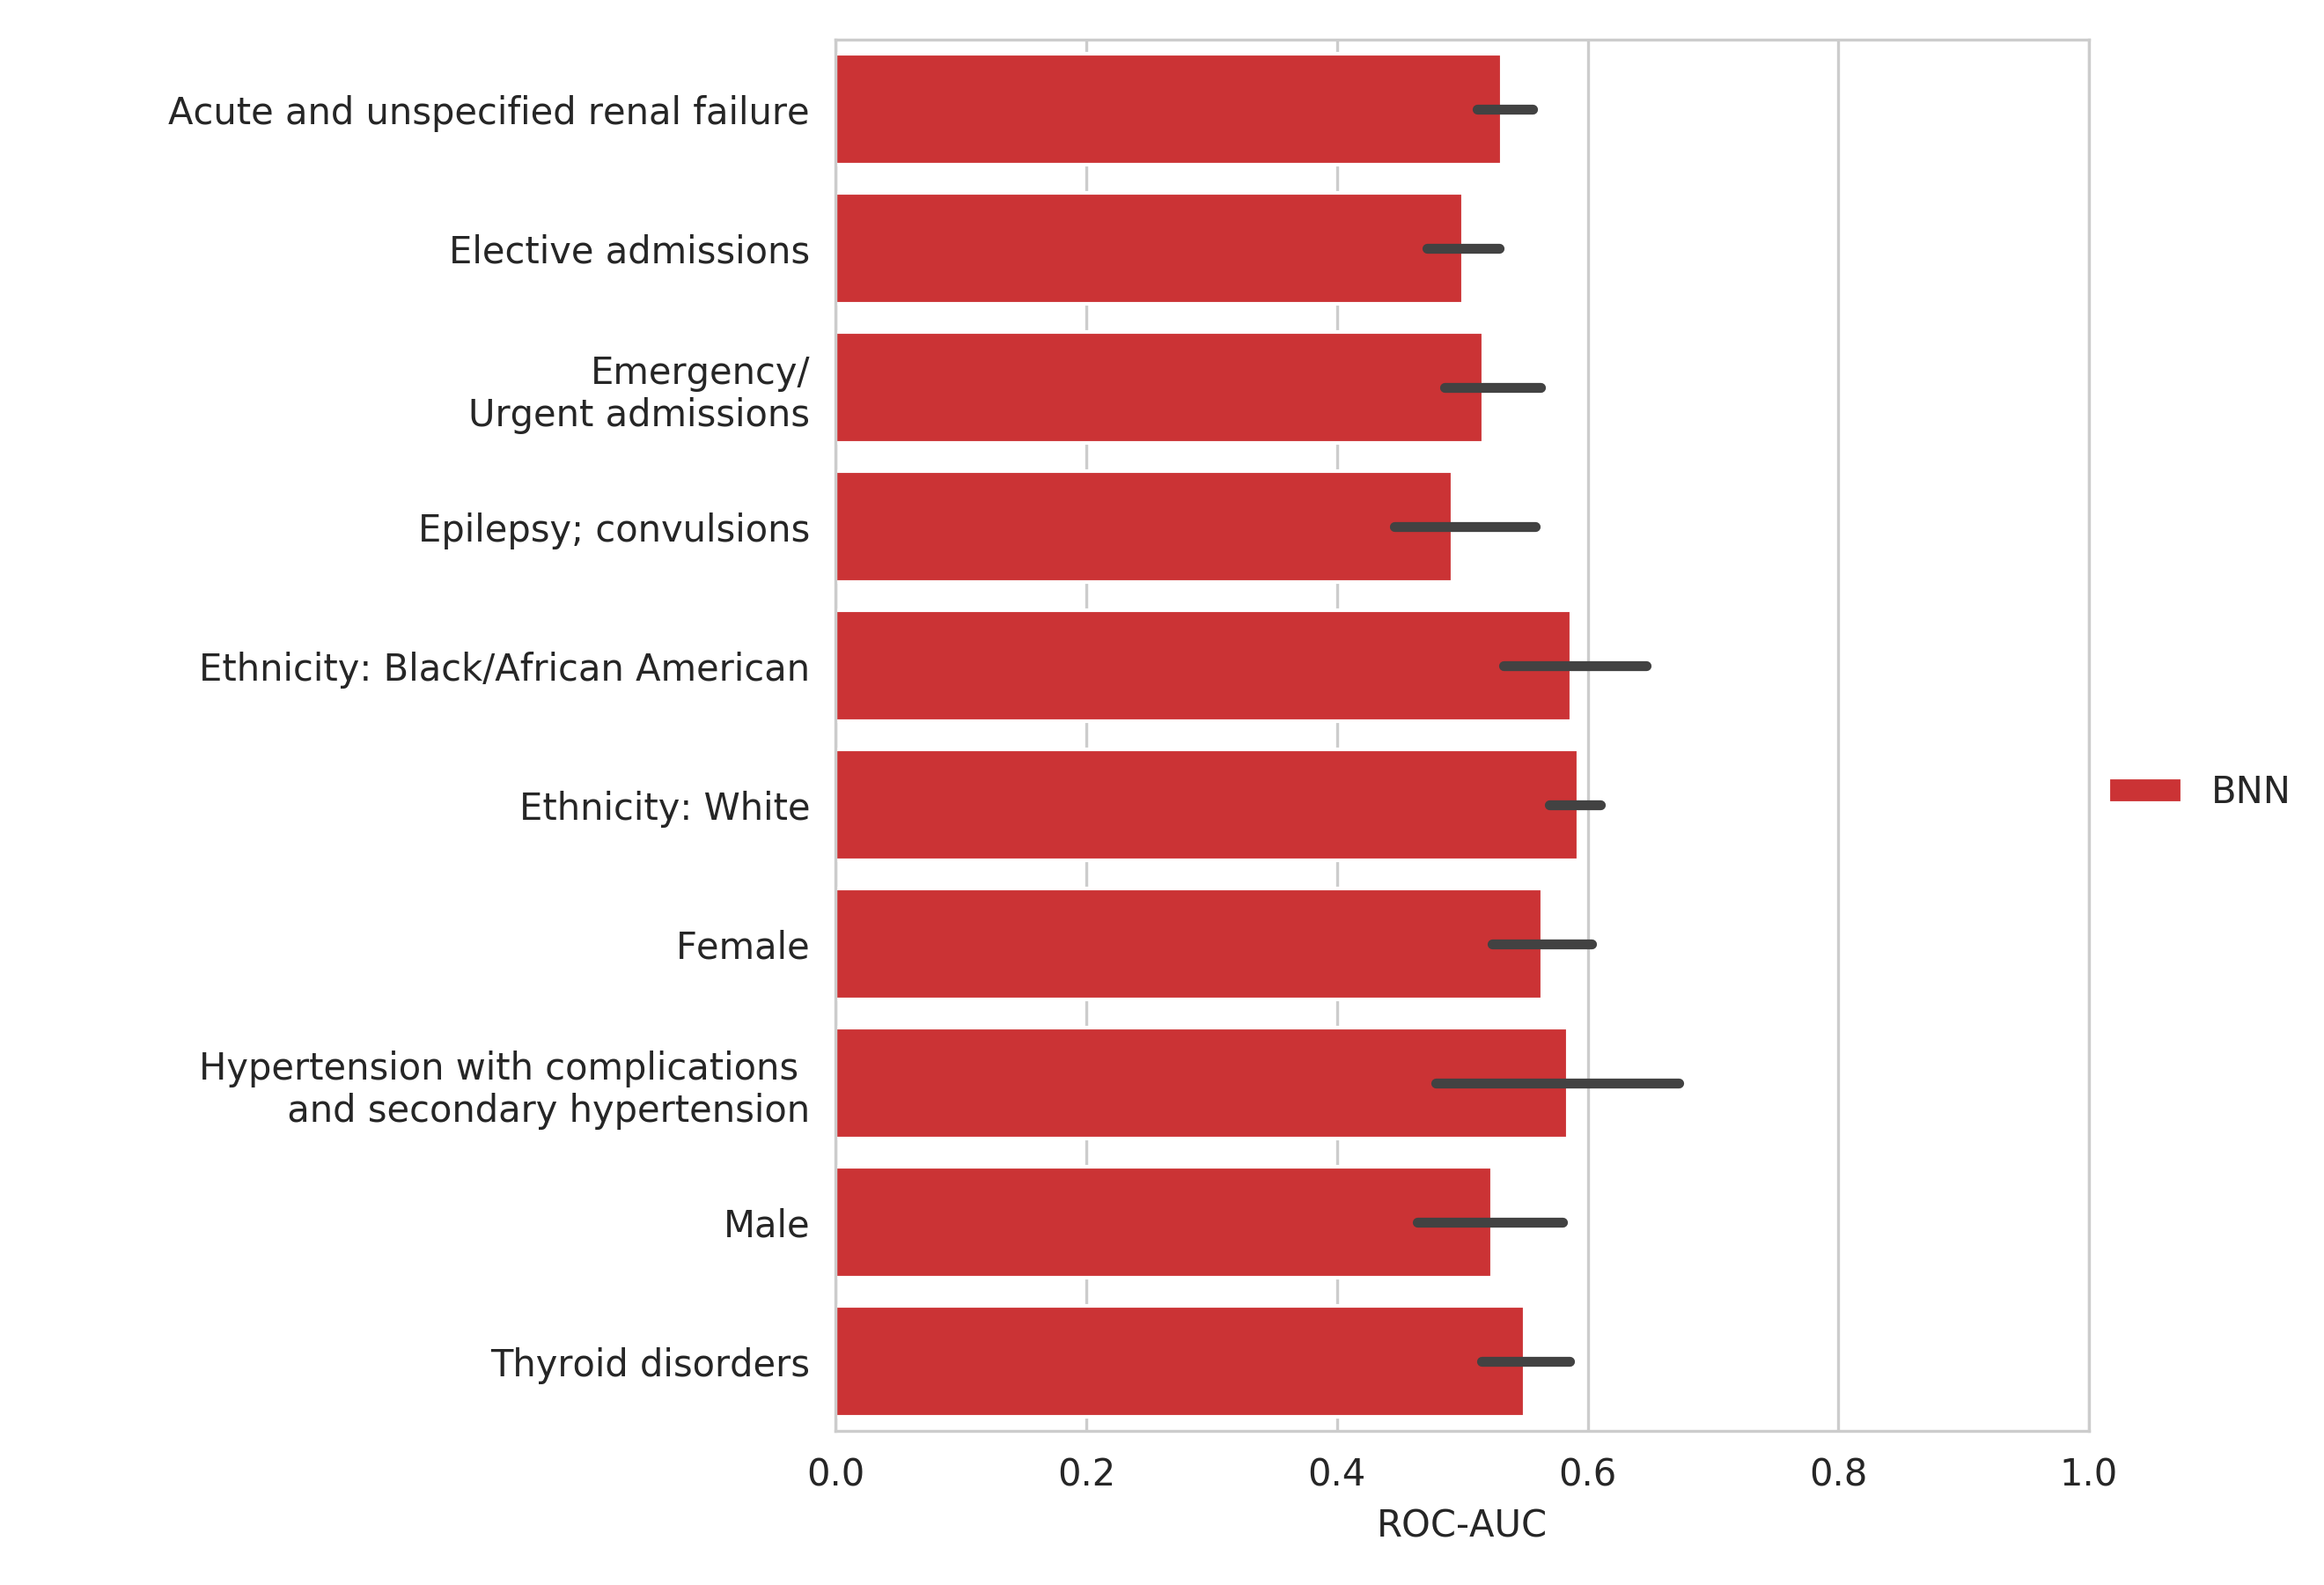 Acute and unspecified renal failure
Elective admissions
Emergency/
Urgent admissions
Epilepsy; convulsions
Ethnicity: Black/African American
Ethnicity: White
Female
Hypertension with complications
and secondary hypertension
Male
Thyroid disorders
BNN
0.0 0.2 0.4 0.6 0.8 1.0
ROC-AUC